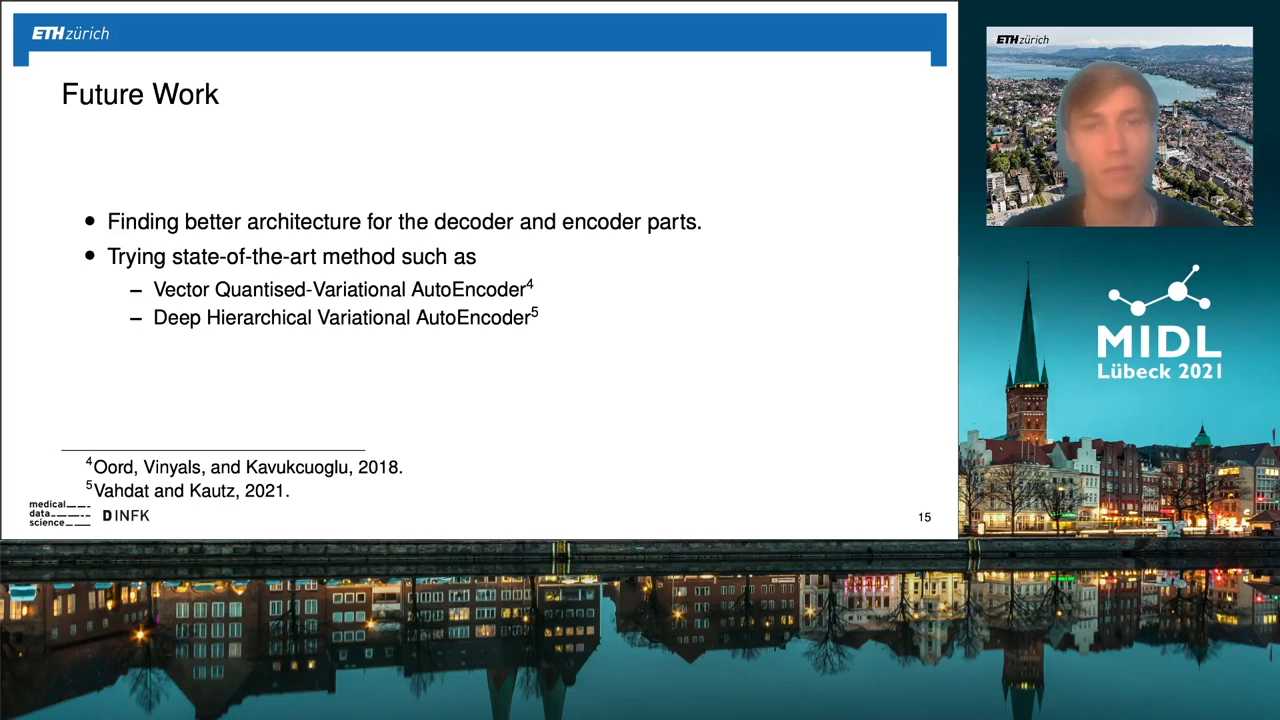 ETH zürich
Future Work
• Finding better architecture for the decoder and encoder parts.
• Trying state-of-the-art method such as
– Vector Quantised-Variational AutoEncoder4
– Deep Hierarchical Variational AutoEncoder5
4Oord, Vinyals, and Kavukcuoglu, 2018.
5Vahdat and Kautz, 2021.
medical
data
science
D INFK
15
ETH zürich
MIDL
Lübeck 2021